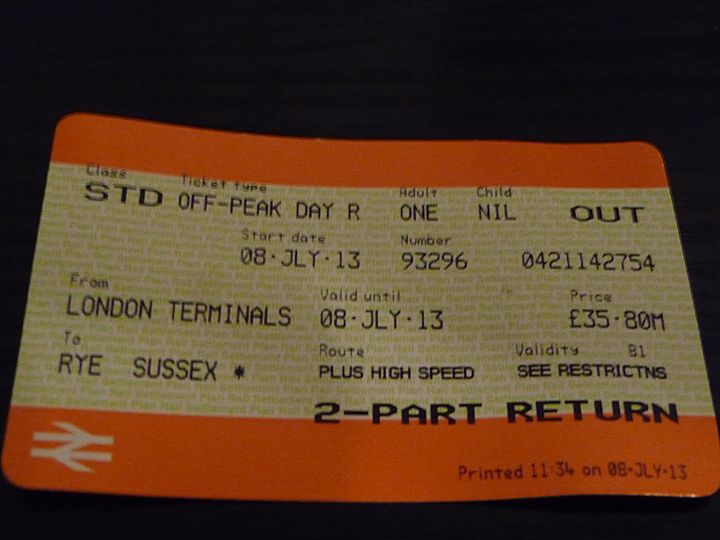 Class Ticket type Adult Child
STD OFF-PEAK DAY R ONE NIL OUT
Start date Number
08·JLY·13 93296 0421142754
From Valid until Price
LONDON TERMINALS 08·JLY·13 £35·80M
To Route Validity B1
RYE SUSSEX * PLUS HIGH SPEED SEE RESTRICTNS
2-PART RETURN
Printed 11:34 on 08·JLY·13